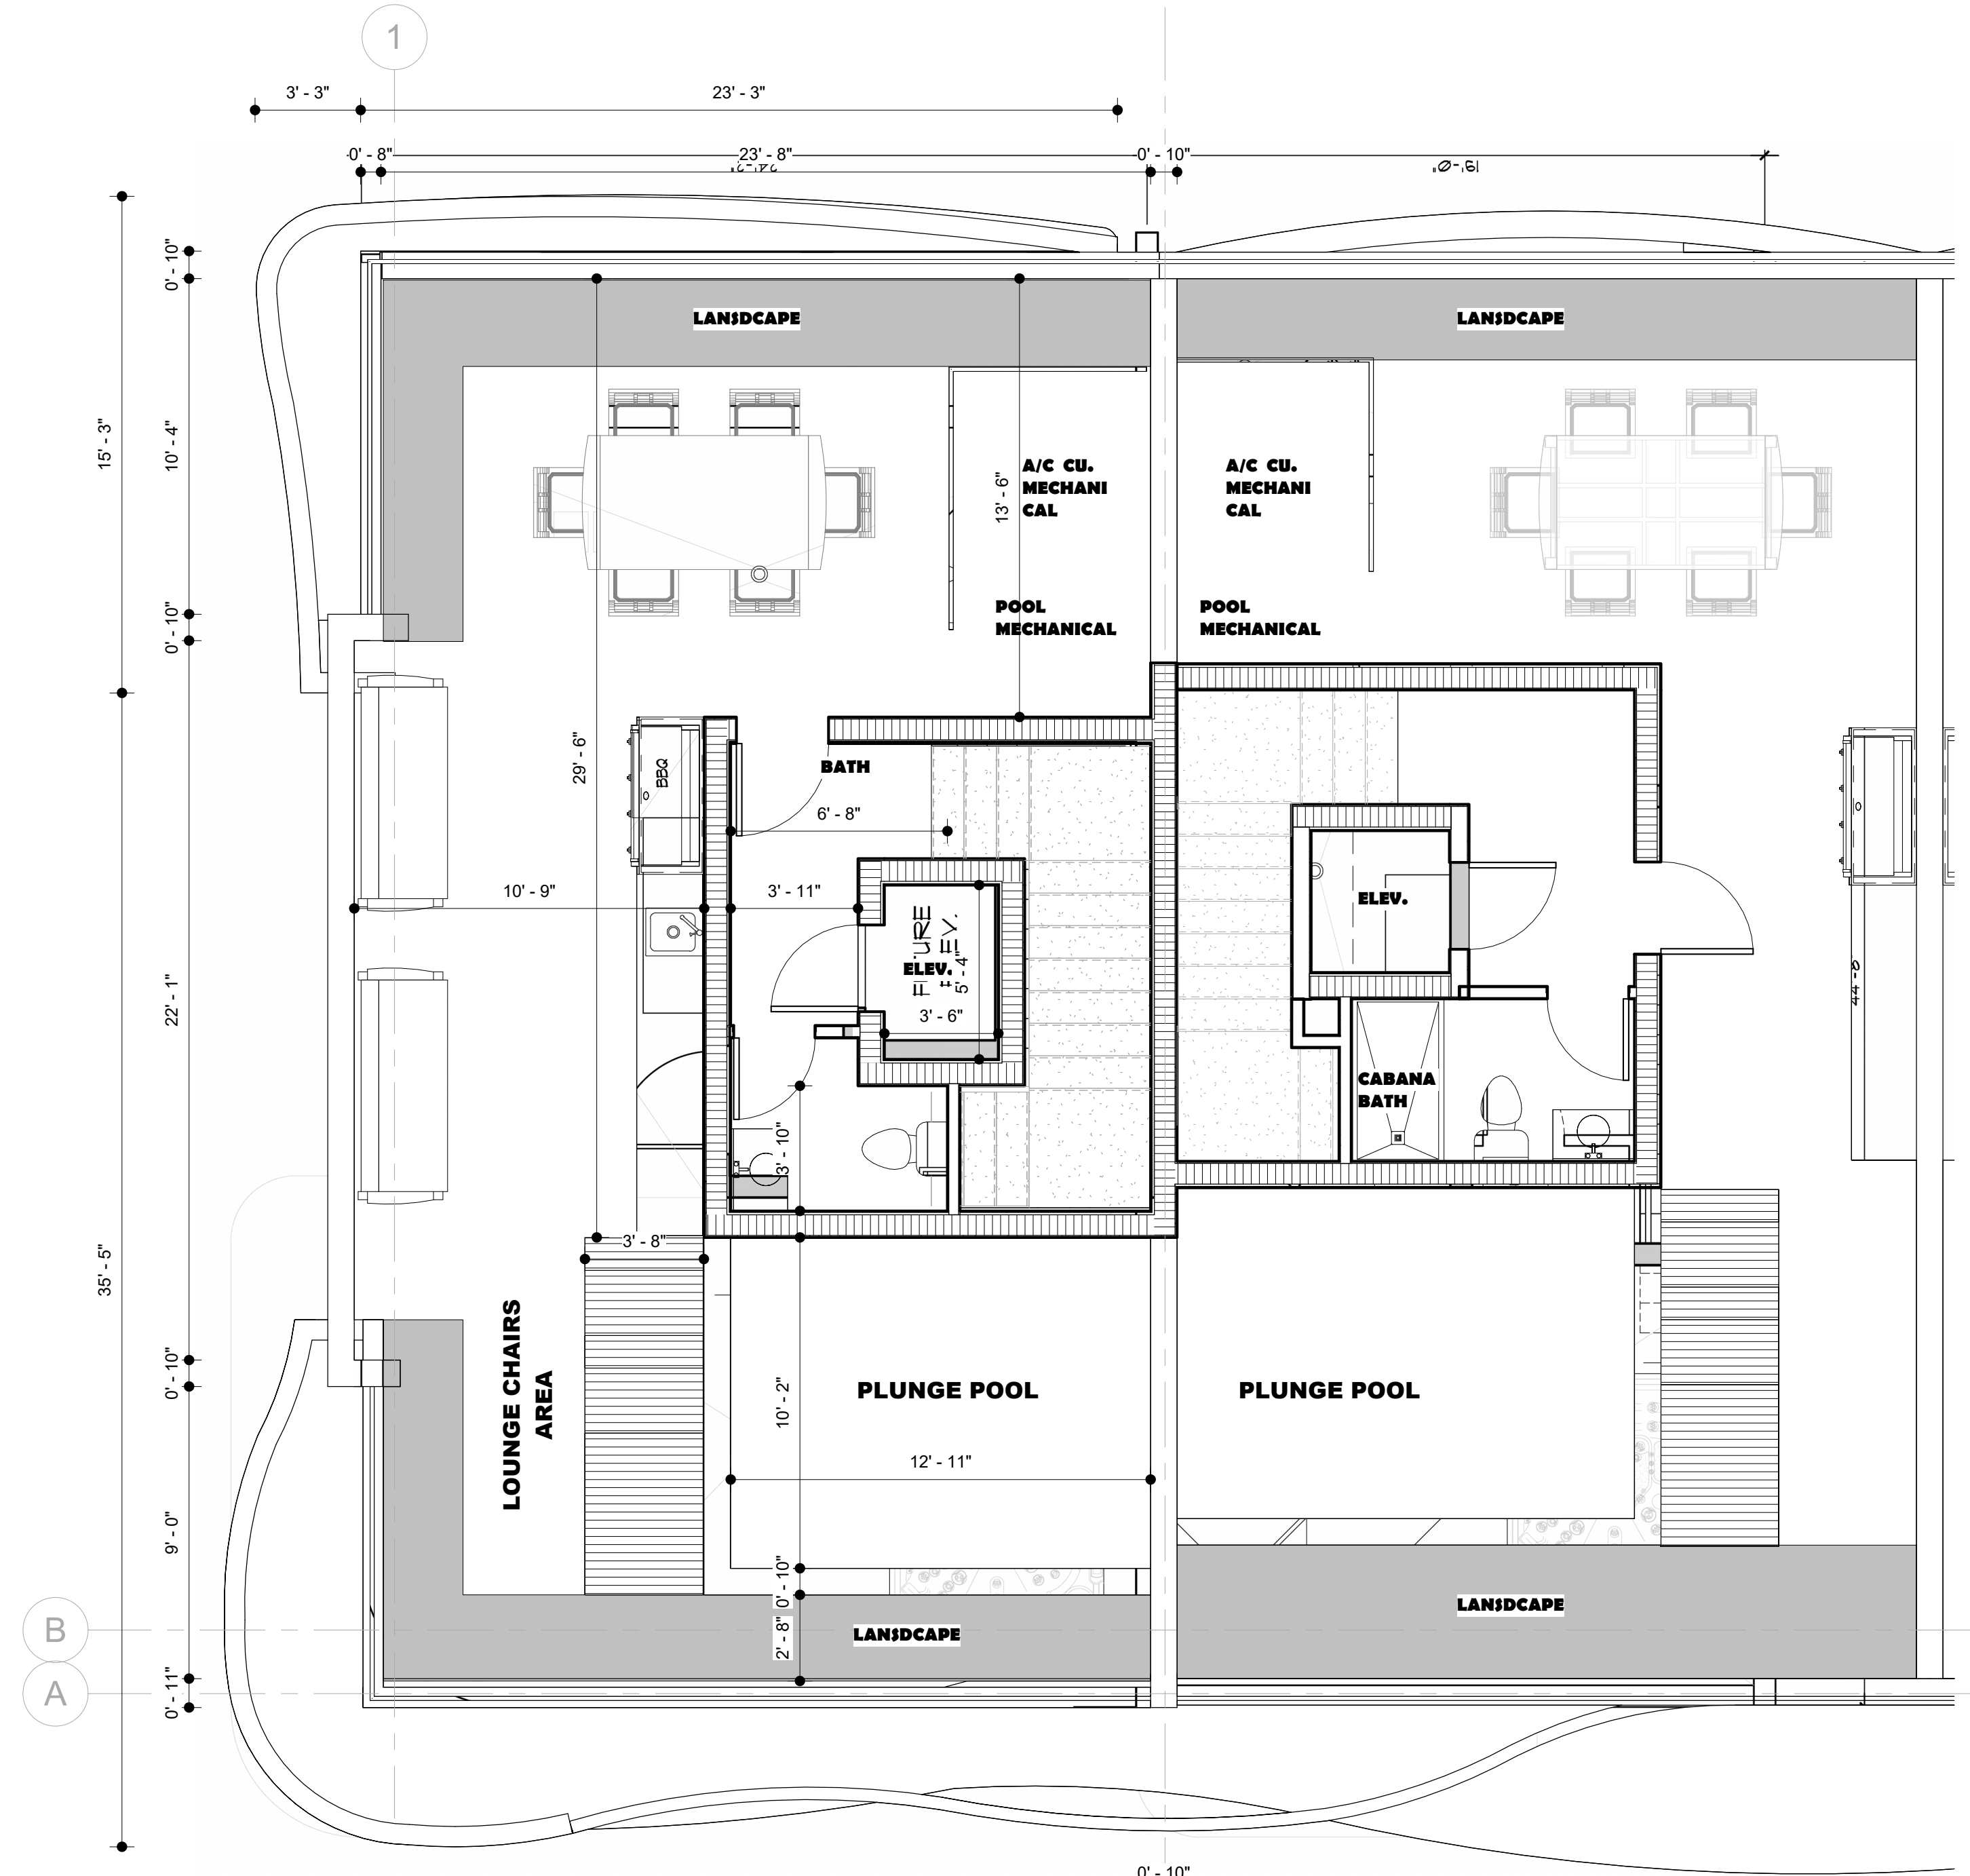 1
3' - 3"
23' - 3"
0' - 8"
23' - 8"
0' - 10"
19'-0"
0' - 10"
LANSDCAPE
LANSDCAPE
15' - 3"
10' - 4"
13' - 6"
A/C CU.
MECHANI
CAL
A/C CU.
MECHANI
CAL
POOL
MECHANICAL
POOL
MECHANICAL
0' - 10"
29' - 6"
BBQ
BATH
6' - 8"
10' - 9"
3' - 11"
ELEV.
ELEV.
5' - 4"
3' - 6"
22' - 1"
CABANA
BATH
3' - 10"
35' - 5"
3' - 8"
LOUNGE CHAIRS
AREA
0' - 10"
10' - 2"
PLUNGE POOL
PLUNGE POOL
12' - 11"
9' - 0"
0' - 10"
2' - 8"
LANSDCAPE
LANSDCAPE
B
A
0' - 11"
0' - 10"